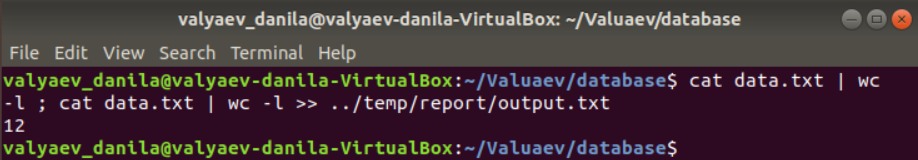 valyaev_danila@valyaev-danila-VirtualBox: ~/Valuaev/database
File Edit View Search Terminal Help
valyaev_danila@valyaev-danila-VirtualBox:~/Valuaev/database$ cat data.txt | wc
-l ; cat data.txt | wc -l >> ../temp/report/output.txt
12
valyaev_danila@valyaev-danila-VirtualBox:~/Valuaev/database$